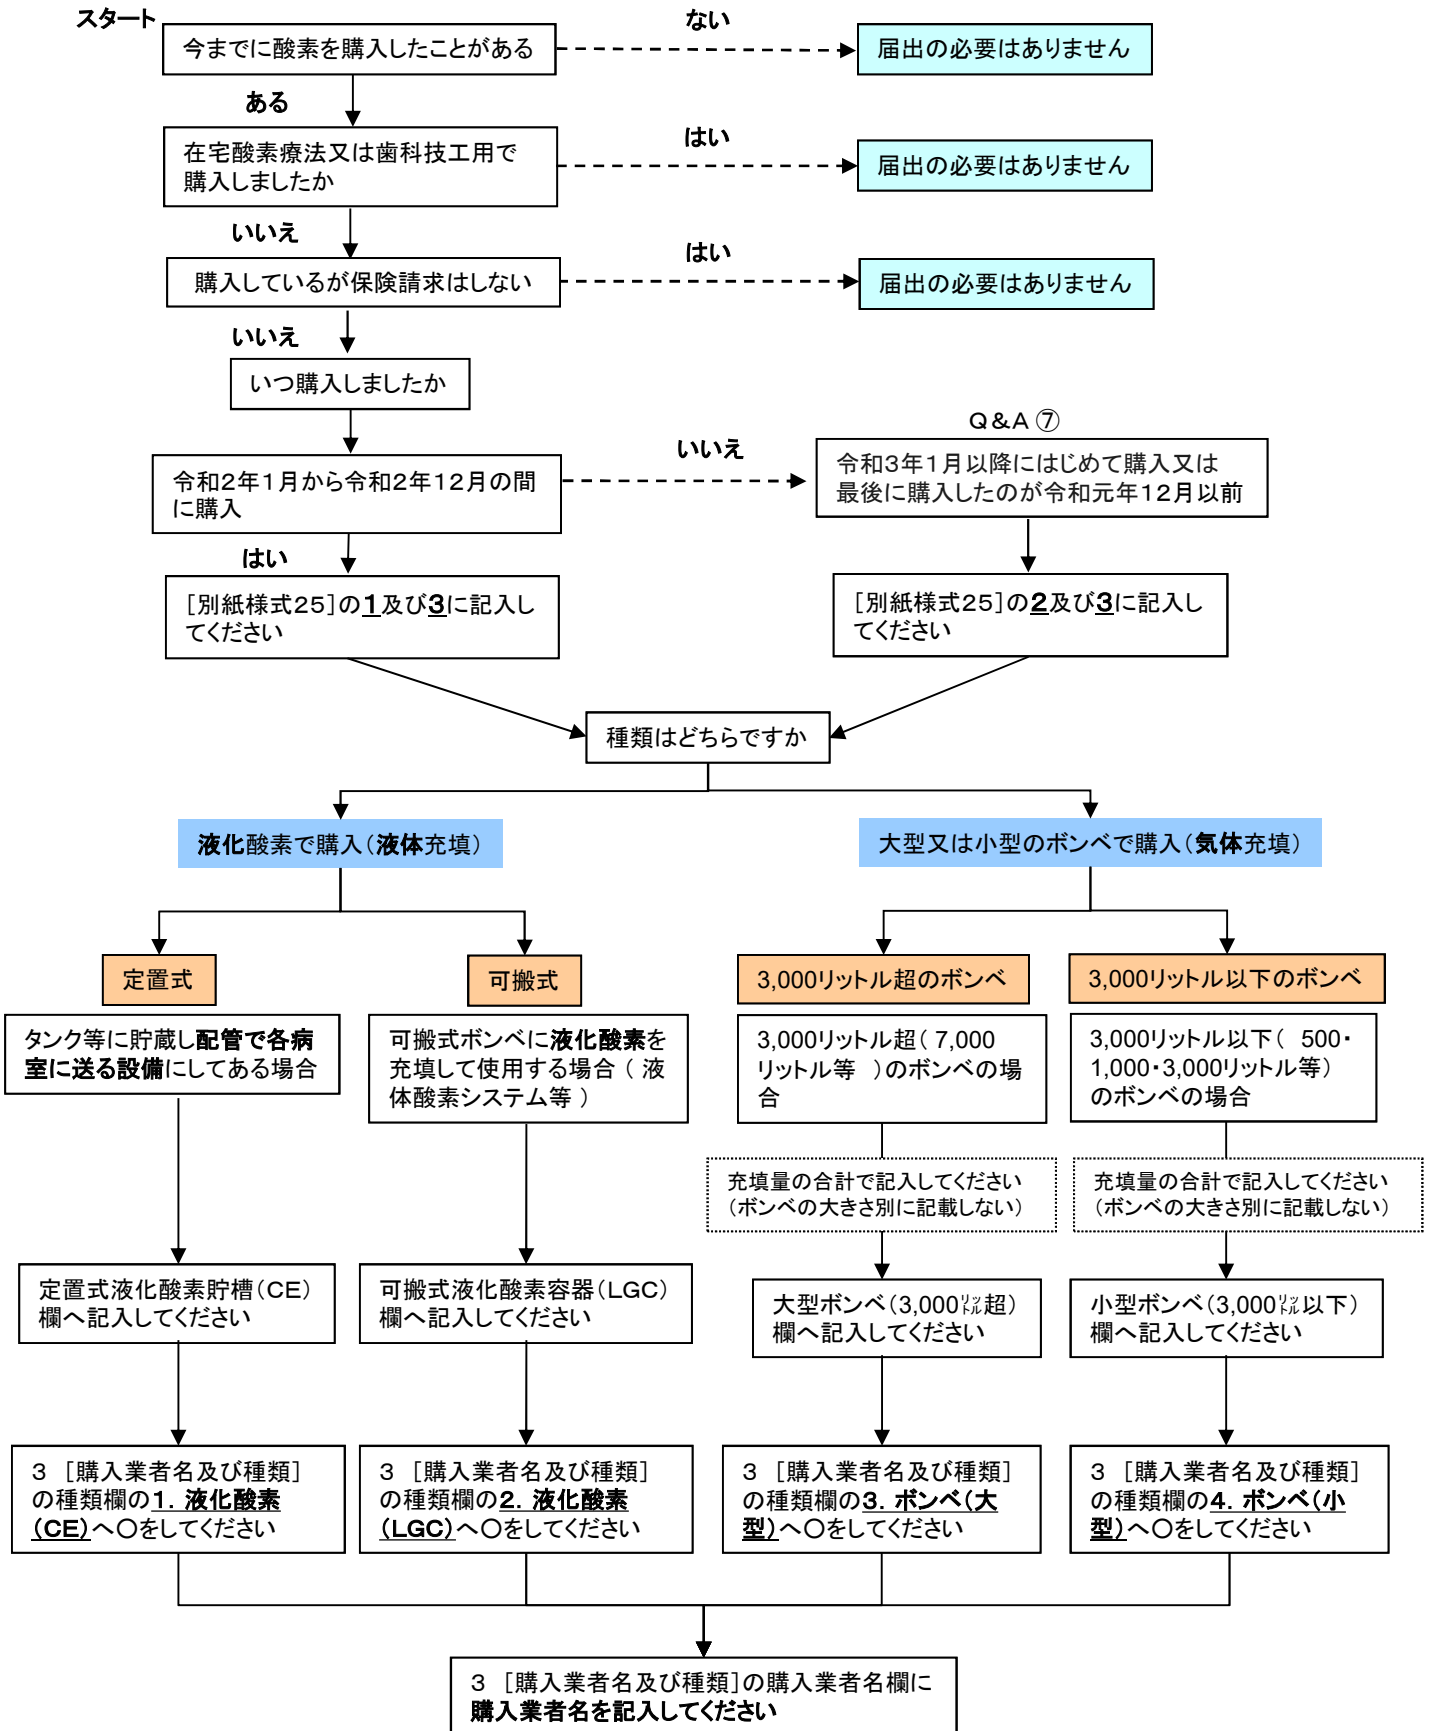 スタート
今までに酸素を購入したことがある
ない
届出の必要はありません
ある
在宅酸素療法又は歯科技工用で
購入しましたか
はい
届出の必要はありません
いいえ
購入しているが保険請求はしない
はい
届出の必要はありません
いいえ
いつ購入しましたか
令和2年1月から令和2年12月の間
に購入
いいえ
Q&A⑦
令和3年1月以降にはじめて購入又は
最後に購入したのが令和元年12月以前
はい
[別紙様式25]の1及び3に記入し
てください
[別紙様式25]の2及び3に記入し
てください
種類はどちらですか
液化酸素で購入(液体充填)
大型又は小型のボンベで購入(気体充填)
定置式
可搬式
3,000リットル超のボンベ
3,000リットル以下のボンベ
タンク等に貯蔵し配管で各病
室に送る設備にしてある場合
可搬式ボンベに液化酸素を
充填して使用する場合( 液
体酸素システム等 )
3,000リットル超( 7,000
リットル等 )のボンベの場
合
3,000リットル以下( 500・
1,000・3,000リットル等)
のボンベの場合
充填量の合計で記入してください
(ボンベの大きさ別に記載しない)
充填量の合計で記入してください
(ボンベの大きさ別に記載しない)
定置式液化酸素貯槽(CE)
欄へ記入してください
可搬式液化酸素容器(LGC)
欄へ記入してください
大型ボンベ(3,000㍑超)
欄へ記入してください
小型ボンベ(3,000㍑以下)
欄へ記入してください
3 [購入業者名及び種類]
の種類欄の1. 液化酸素
(CE)へ○をしてください
3 [購入業者名及び種類]
の種類欄の2. 液化酸素
(LGC)へ○をしてください
3 [購入業者名及び種類]
の種類欄の3. ボンベ(大
型)へ○をしてください
3 [購入業者名及び種類]
の種類欄の4. ボンベ(小
型)へ○をしてください
3 [購入業者名及び種類]の購入業者名欄に
購入業者名を記入してください